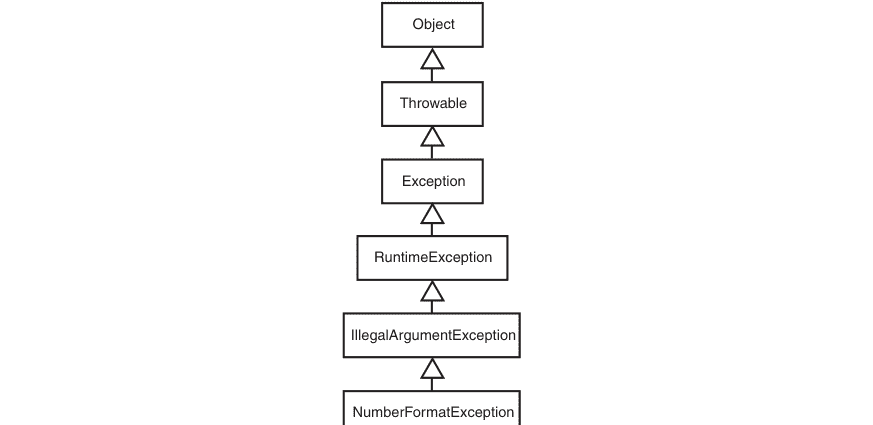 Object
Throwable
Exception
RuntimeException
IllegalArgumentException
NumberFormatException